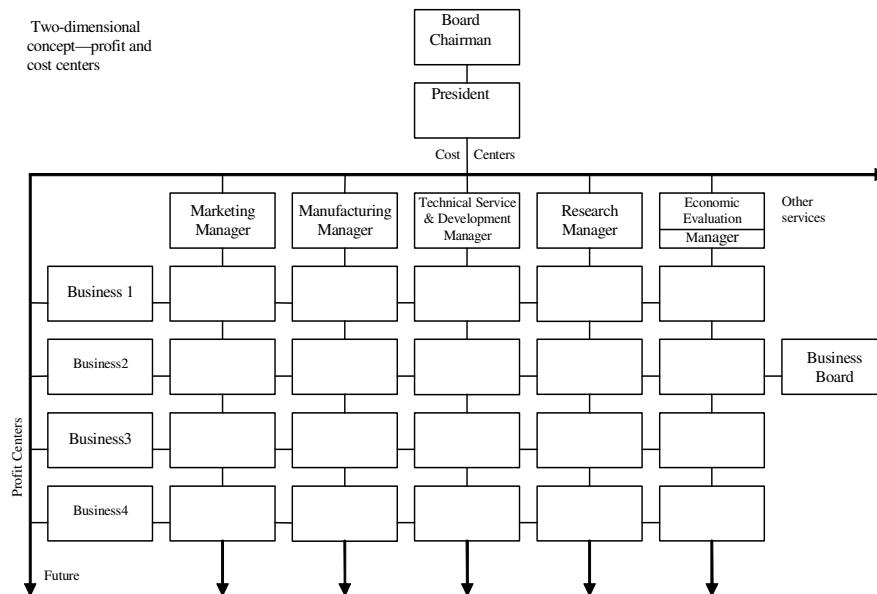 Two-dimensional
concept—profit and
cost centers
Board
Chairman
President
Cost Centers
Marketing
Manager
Manufacturing
Manager
Technical Service
& Development
Manager
Research
Manager
Economic
Evaluation
Manager
Other
services
Business 1
Business2
Business
Board
Business3
Business4
Profit Centers
Future